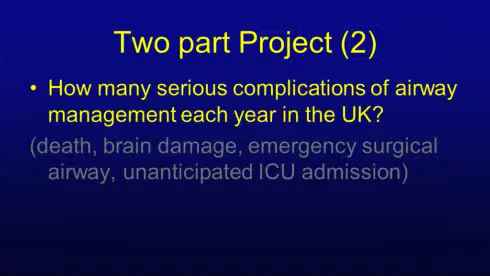 Two part Project (2)
• How many serious complications of airway
management each year in the UK?
(death, brain damage, emergency surgical
airway, unanticipated ICU admission)